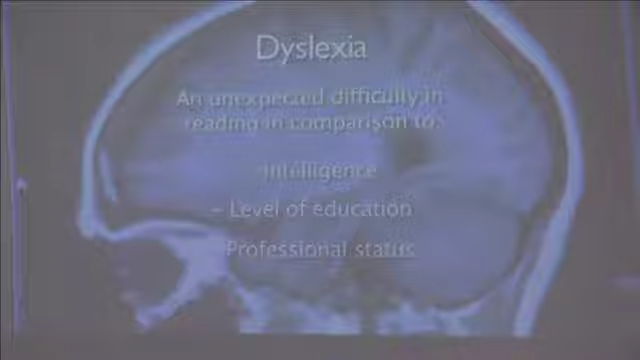 Dyslexia
An unexpected difficulty in
reading in comparison to:
Intelligence
– Level of education
Professional status